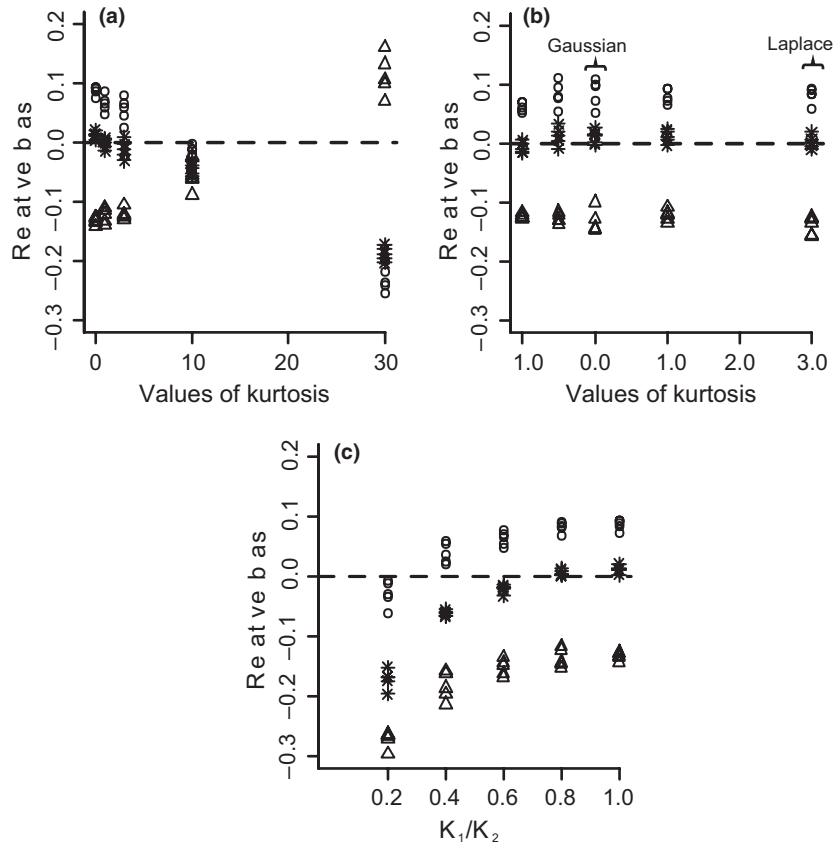 (a)
Re at ve b as
0.2
0.1
0.0
−0.1
−0.2
−0.3
0 10 20 30
Values of kurtosis
(b)
Gaussian
Laplace
Re at ve b as
0.2
0.1
0.0
−0.1
−0.2
−0.3
1.0 0.0 1.0 2.0 3.0
Values of kurtosis
(c)
Re at ve b as
0.2
0.1
0.0
−0.1
−0.2
−0.3
0.2 0.4 0.6 0.8 1.0
K₁/K₂